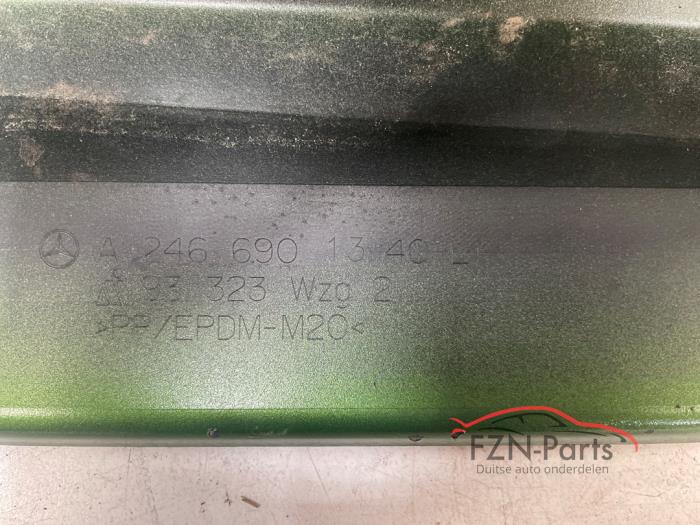 A 246 690 13 40 L
93 323 Wzg 2
>PP/EPDM-M20<
FZN-Parts
Duitse auto onderdelen